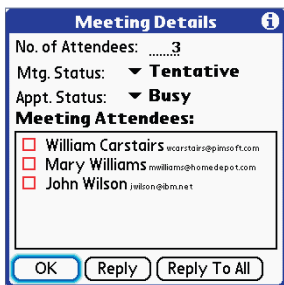 Meeting Details i
No. of Attendees: ......3
Mtg. Status: Tentative
Appt. Status: Busy
Meeting Attendees:
William Carstairs wcarstairs@pimsoft.com
Mary Williams mwilliams@homedepot.com
John Wilson jwilson@ibm.net
OK Reply Reply To All